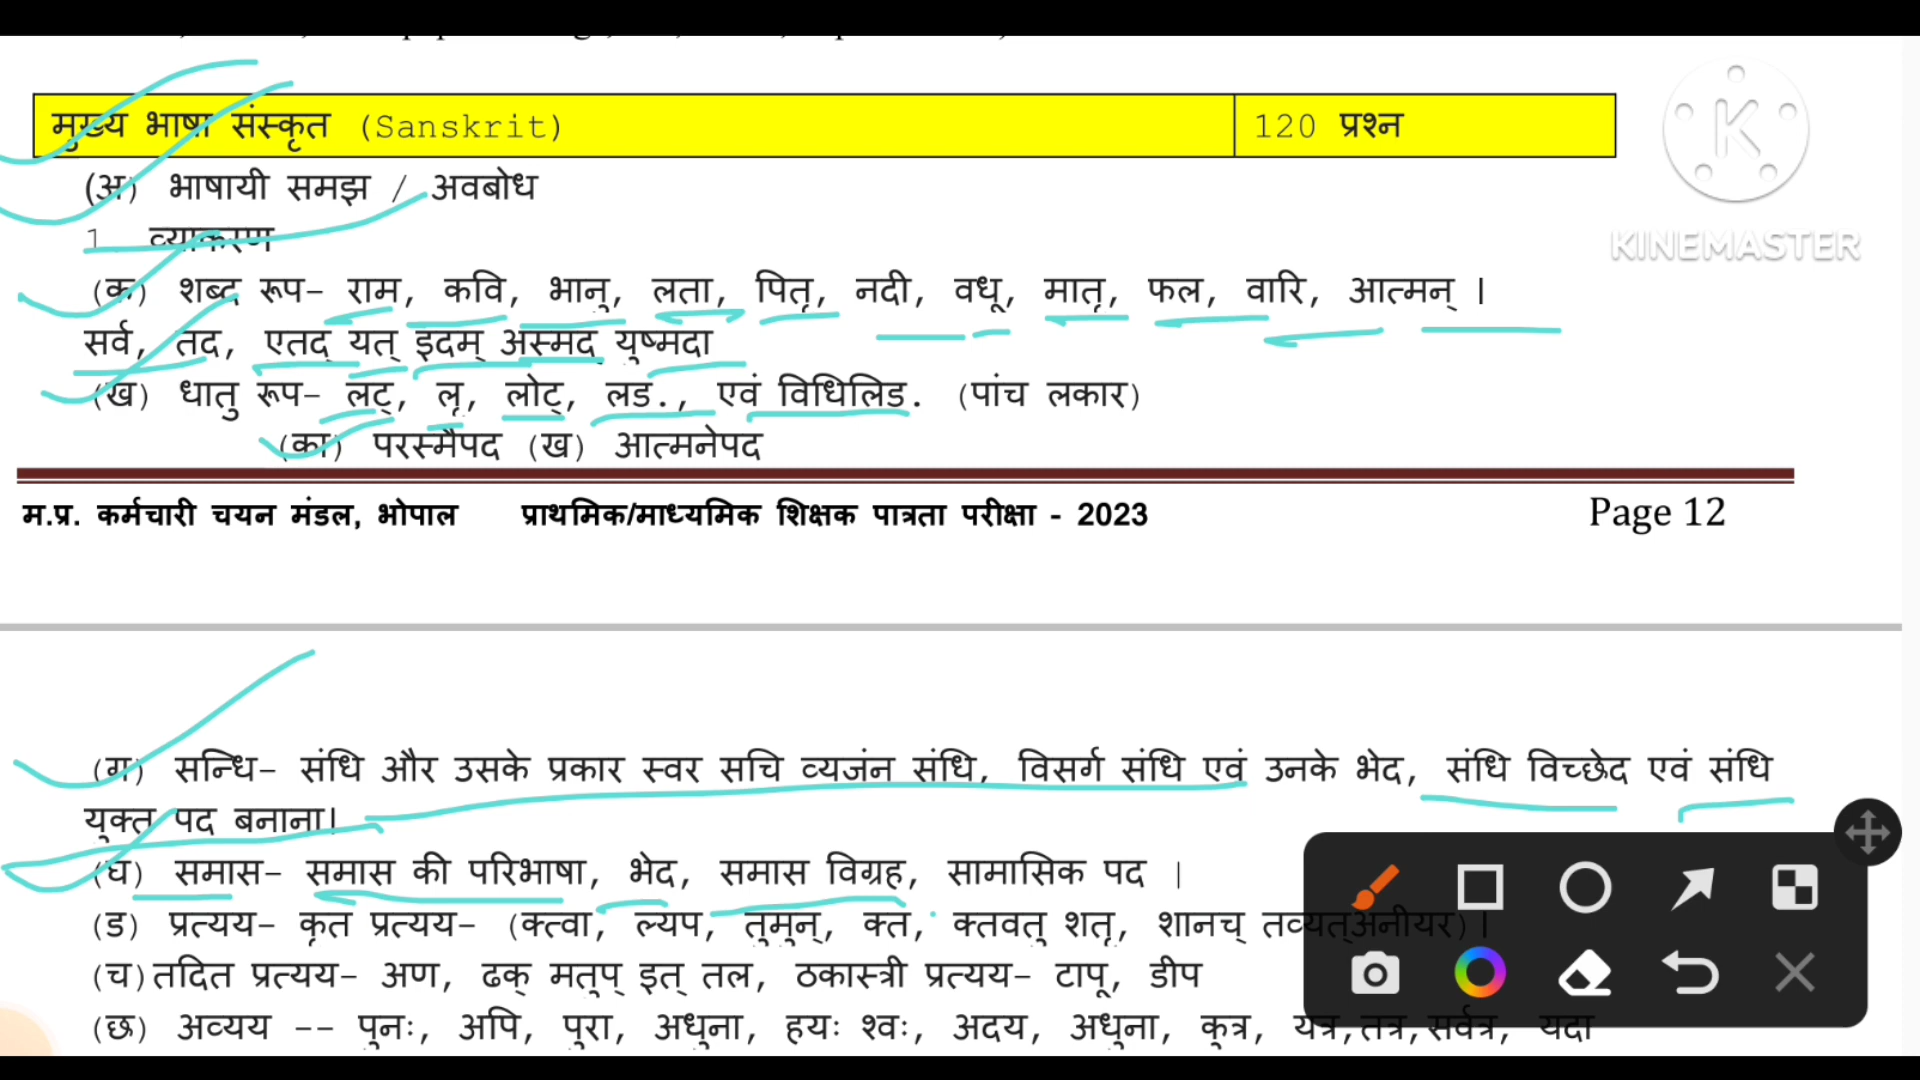 मुख्य भाषा संस्कृत (Sanskrit) 120 प्रश्न
K
KINEMASTER
(अ) भाषायी समझ / अवबोध
1. व्याकरण
(क) शब्द रूप- राम, कवि, भानु, लता, पितृ, नदी, वधू, मातृ, फल, वारि, आत्मन् ।
सर्व, तद, एतद् यत् इदम् अस्मद् युष्मदा
(ख) धातु रूप- लट्, लृ, लोट्, लड., एवं विधिलिड. (पांच लकार)
(का) परस्मैपद (ख) आत्मनेपद
म.प्र. कर्मचारी चयन मंडल, भोपाल प्राथमिक/माध्यमिक शिक्षक पात्रता परीक्षा - 2023 Page 12
(ग) सन्धि- संधि और उसके प्रकार स्वर सचि व्यजंन संधि, विसर्ग संधि एवं उनके भेद, संधि विच्छेद एवं संधि
युक्त पद बनाना।
(घ) समास- समास की परिभाषा, भेद, समास विग्रह, सामासिक पद |
(ड) प्रत्यय- कृत प्रत्यय- (क्त्वा, ल्यप, तुमुन्, क्त, क्तवतु शतृ, शानच् तव्यत्अनीयर)|
(च)तदित प्रत्यय- अण, ढक् मतुप् इत् तल, ठकास्त्री प्रत्यय- टापू, डीप
(छ) अव्यय -- पुनः, अपि, पुरा, अधुना, हयः श्वः, अदय, अधुना, कुत्र, यत्र,तत्र,सर्वत्र, यदा